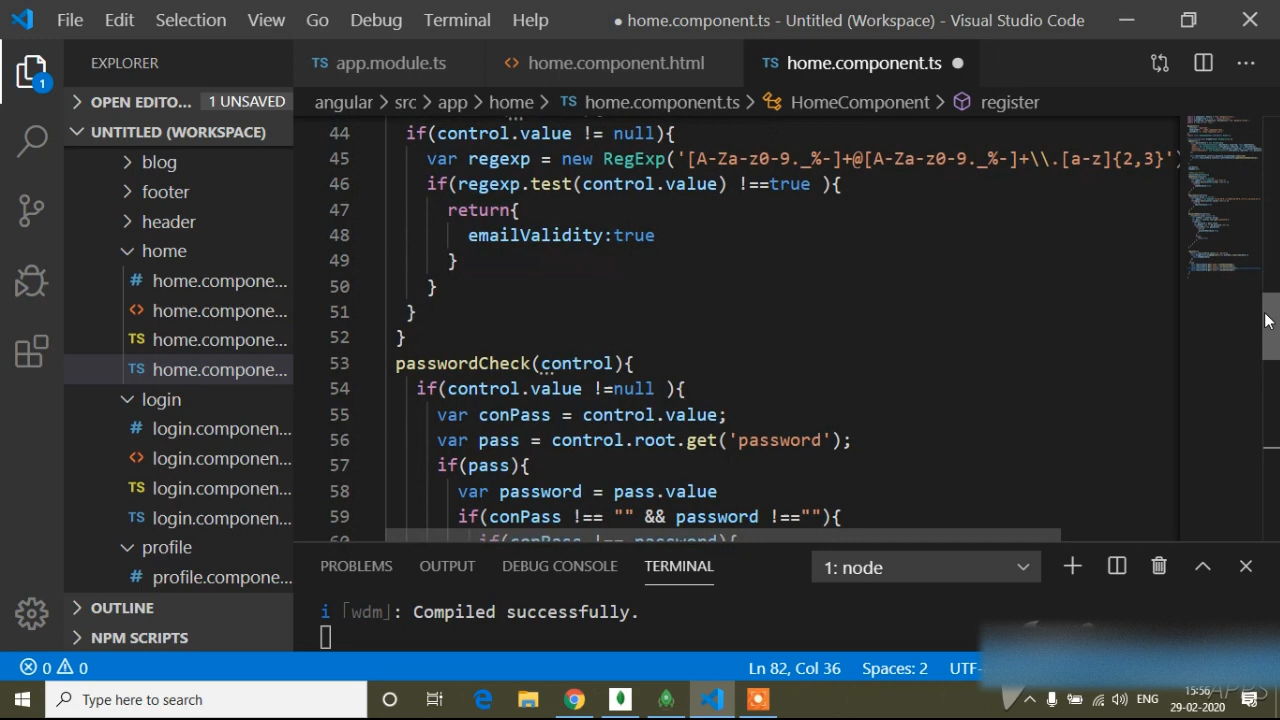 File Edit Selection View Go Debug Terminal Help ● home.component.ts - Untitled (Workspace) - Visual Studio Code
EXPLORER
TS app.module.ts <> home.component.html TS home.component.ts
OPEN EDITO... 1 UNSAVED
angular > src > app > home > TS home.component.ts > HomeComponent > register
UNTITLED (WORKSPACE)
blog
footer
header
home
# home.compone...
<> home.compone...
TS home.compone...
TS home.compone...
login
# login.componen...
<> login.componen...
TS login.componen...
TS login.componen...
profile
# profile.compone...
OUTLINE
NPM SCRIPTS
1
44 if(control.value != null){
45 var regexp = new RegExp('[A-Za-z0-9._%-]+@[A-Za-z0-9._%-]+\\.[a-z]{2,3}')
46 if(regexp.test(control.value) !==true ){
47 return{
48 emailValidity:true
49 }
50 }
51 }
52 }
53 passwordCheck(control){
54 if(control.value !=null ){
55 var conPass = control.value;
56 var pass = control.root.get('password');
57 if(pass){
58 var password = pass.value
59 if(conPass !== "" && password !==""){
60 if(conPass !== password){
PROBLEMS OUTPUT DEBUG CONSOLE TERMINAL 1: node
i ｢wdm｣: Compiled successfully.
0 0 Ln 82, Col 36 Spaces: 2 UTF-
Type here to search ENG 15:56
29-02-2020